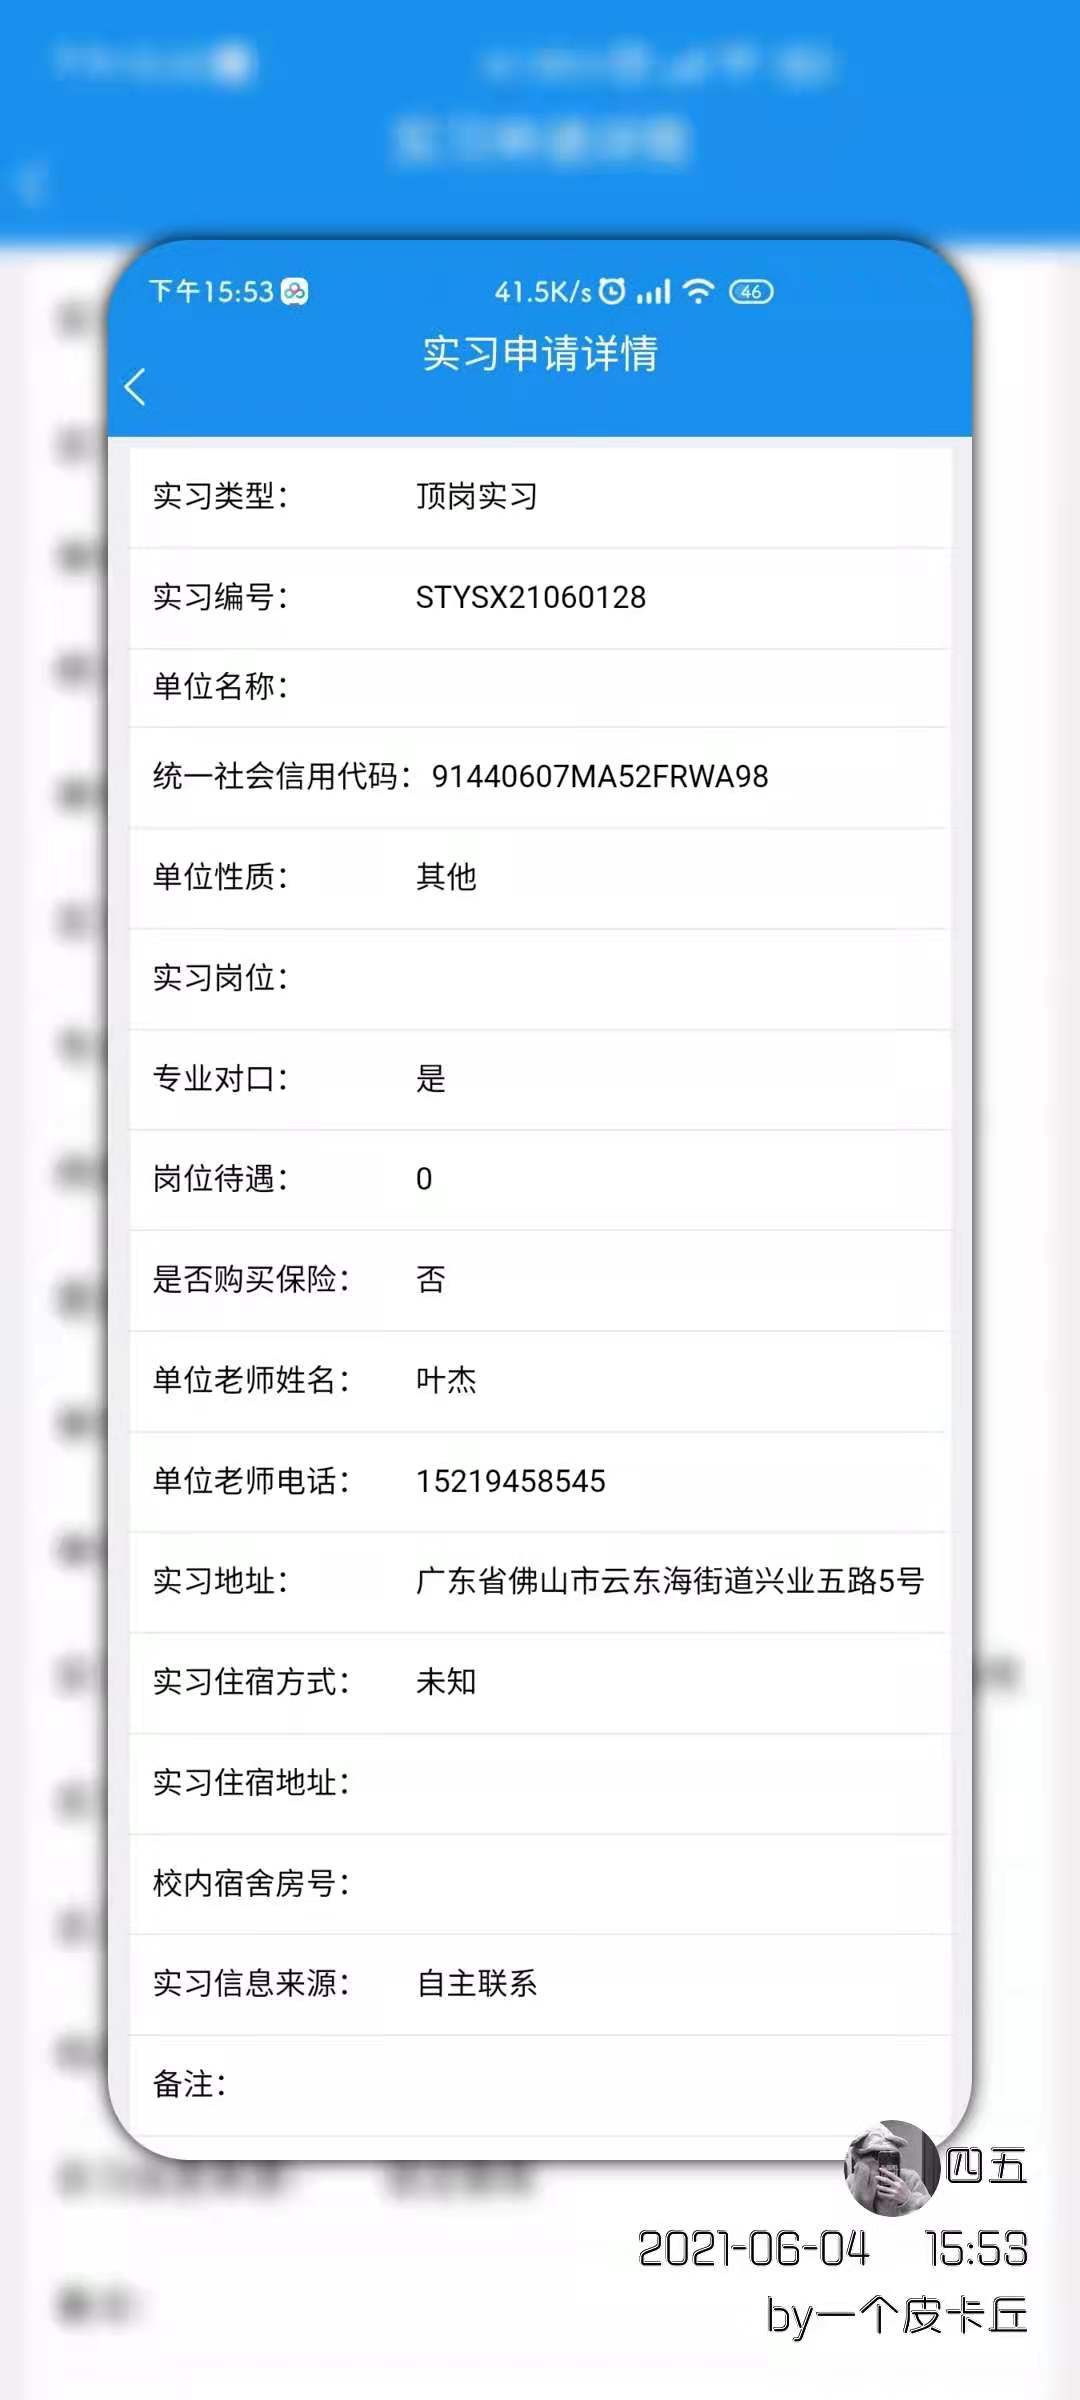 下午15:53 41.5K/s 46
实习申请详情
实习类型： 顶岗实习
实习编号： STYSX21060128
单位名称：
统一社会信用代码： 91440607MA52FRWA98
单位性质： 其他
实习岗位：
专业对口： 是
岗位待遇： 0
是否购买保险： 否
单位老师姓名： 叶杰
单位老师电话： 15219458545
实习地址： 广东省佛山市云东海街道兴业五路5号
实习住宿方式： 未知
实习住宿地址：
校内宿舍房号：
实习信息来源： 自主联系
备注：
四五
2021-06-04 15:53
by一个皮卡丘